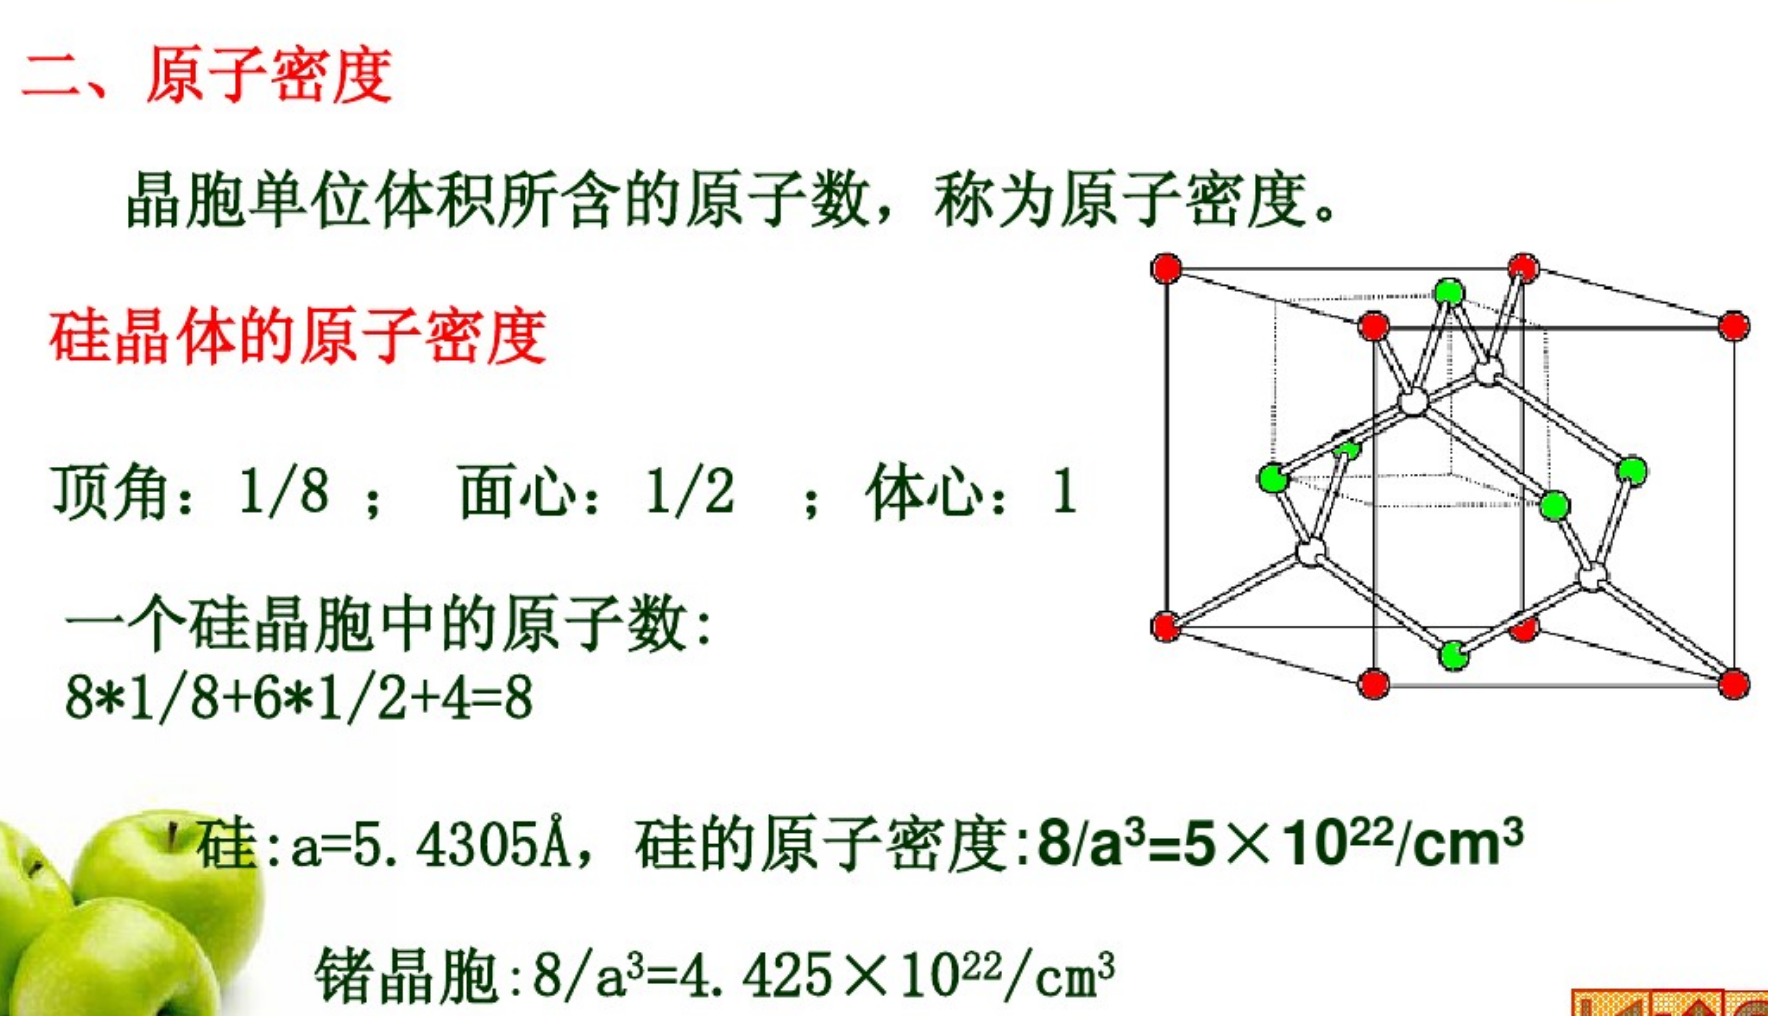 二、原子密度
晶胞单位体积所含的原子数，称为原子密度。
硅晶体的原子密度
顶角：1/8 ； 面心：1/2 ；体心：1
一个硅晶胞中的原子数:
8*1/8+6*1/2+4=8
硅:a=5.4305Å，硅的原子密度:8/a³=5×10²²/cm³
锗晶胞:8/a³=4.425×10²²/cm³